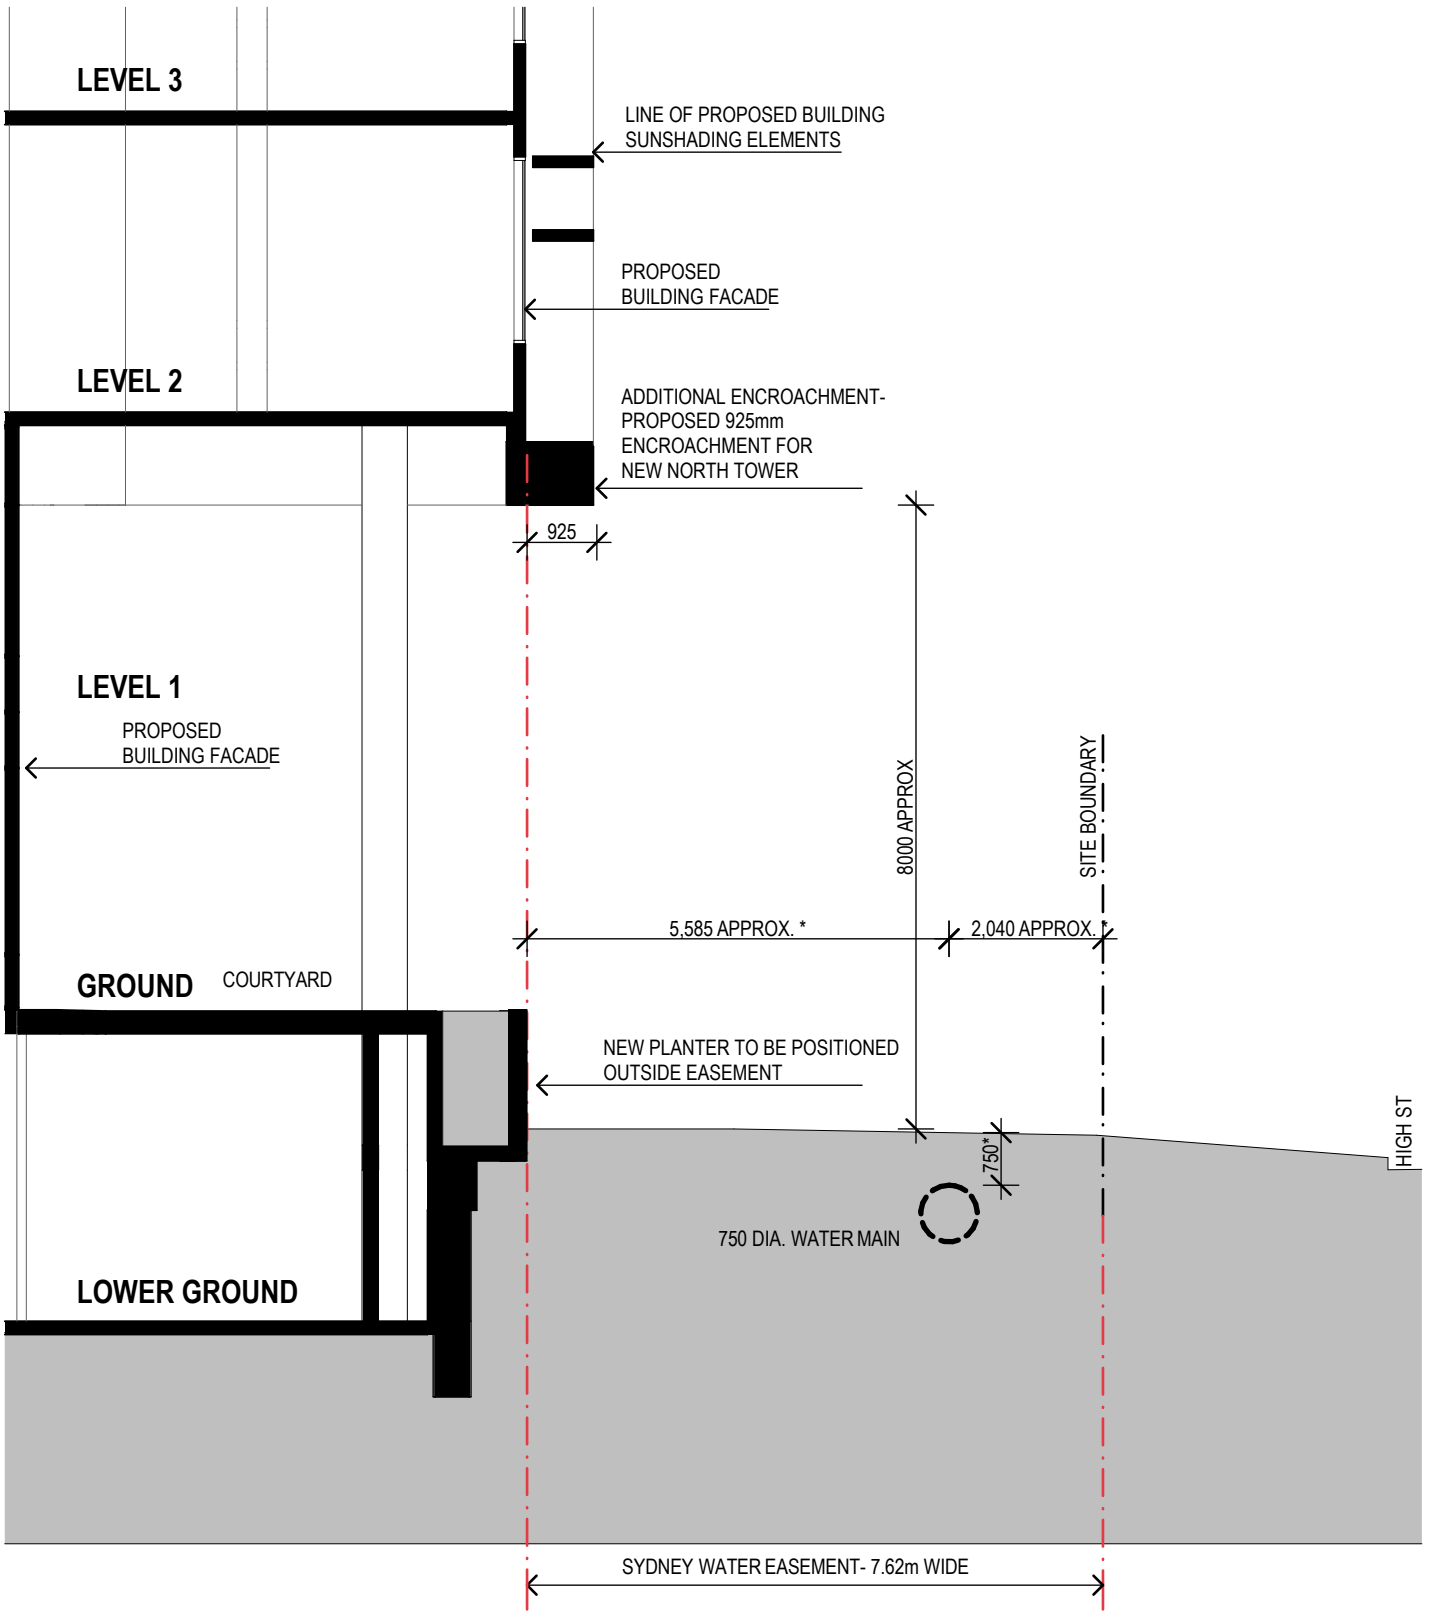 LEVEL 3
LINE OF PROPOSED BUILDING
SUNSHADING ELEMENTS
PROPOSED
BUILDING FACADE
LEVEL 2
ADDITIONAL ENCROACHMENT-
PROPOSED 925mm
ENCROACHMENT FOR
NEW NORTH TOWER
925
LEVEL 1
PROPOSED
BUILDING FACADE
8000 APPROX
SITE BOUNDARY
5,585 APPROX. *
2,040 APPROX. *
GROUND
COURTYARD
NEW PLANTER TO BE POSITIONED
OUTSIDE EASEMENT
HIGH ST
750*
750 DIA. WATER MAIN
LOWER GROUND
SYDNEY WATER EASEMENT- 7.62m WIDE